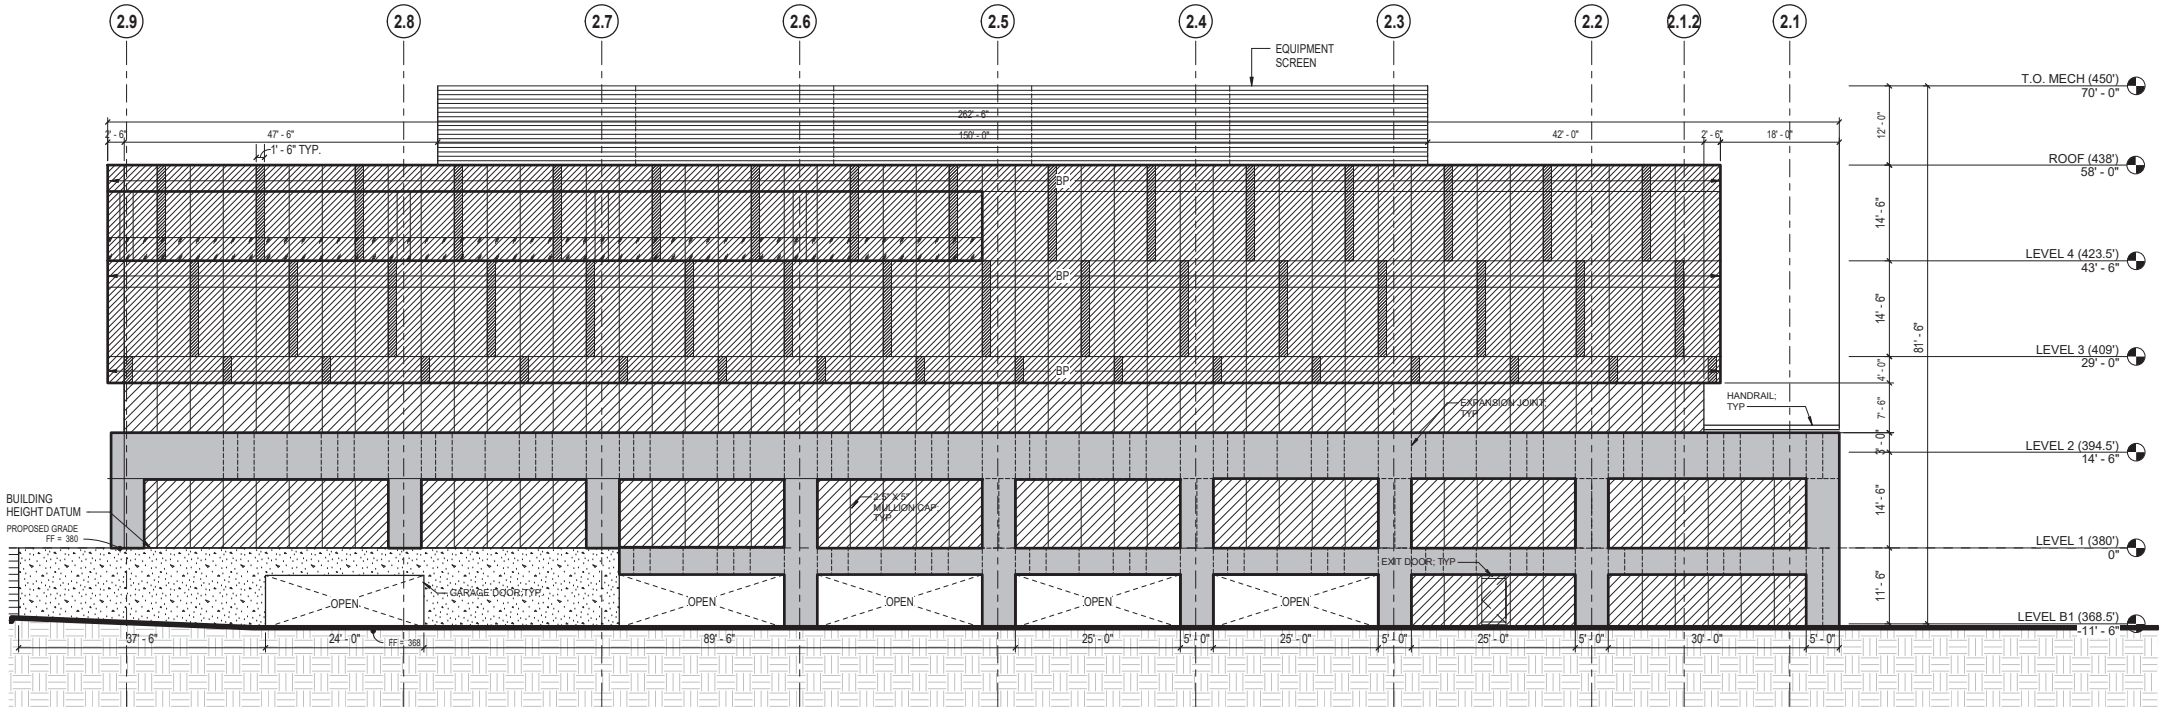 2.9
2.8
2.7
2.6
2.5
2.4
2.3
2.2
2.1.2
2.1
EQUIPMENT
SCREEN
T.O. MECH (450')
70' - 0"
262' - 6"
2' - 6"
47' - 6"
150' - 0"
42' - 0"
2' - 6"
18' - 0"
12' - 0"
1' - 6" TYP.
ROOF (438')
58' - 0"
BP
14' - 6"
LEVEL 4 (423.5')
43' - 6"
BP
14' - 6"
81' - 6"
LEVEL 3 (409')
29' - 0"
BP
4' - 0"
HANDRAIL;
TYP
EXPANSION JOINT;
TYP
7' - 6"
3' - 0"
LEVEL 2 (394.5')
14' - 6"
BUILDING
HEIGHT DATUM
PROPOSED GRADE
FF = 380
2.5" X 5"
MULLION CAP;
TYP
14' - 6"
LEVEL 1 (380')
0"
EXIT DOOR; TYP
GARAGE DOOR;TYP
OPEN
OPEN
OPEN
OPEN
OPEN
11' - 6"
LEVEL B1 (368.5')
-11' - 6"
37' - 6"
24' - 0"
FF = 368
89' - 6"
25' - 0"
5' - 0"
25' - 0"
5' - 0"
25' - 0"
5' - 0"
30' - 0"
5' - 0"